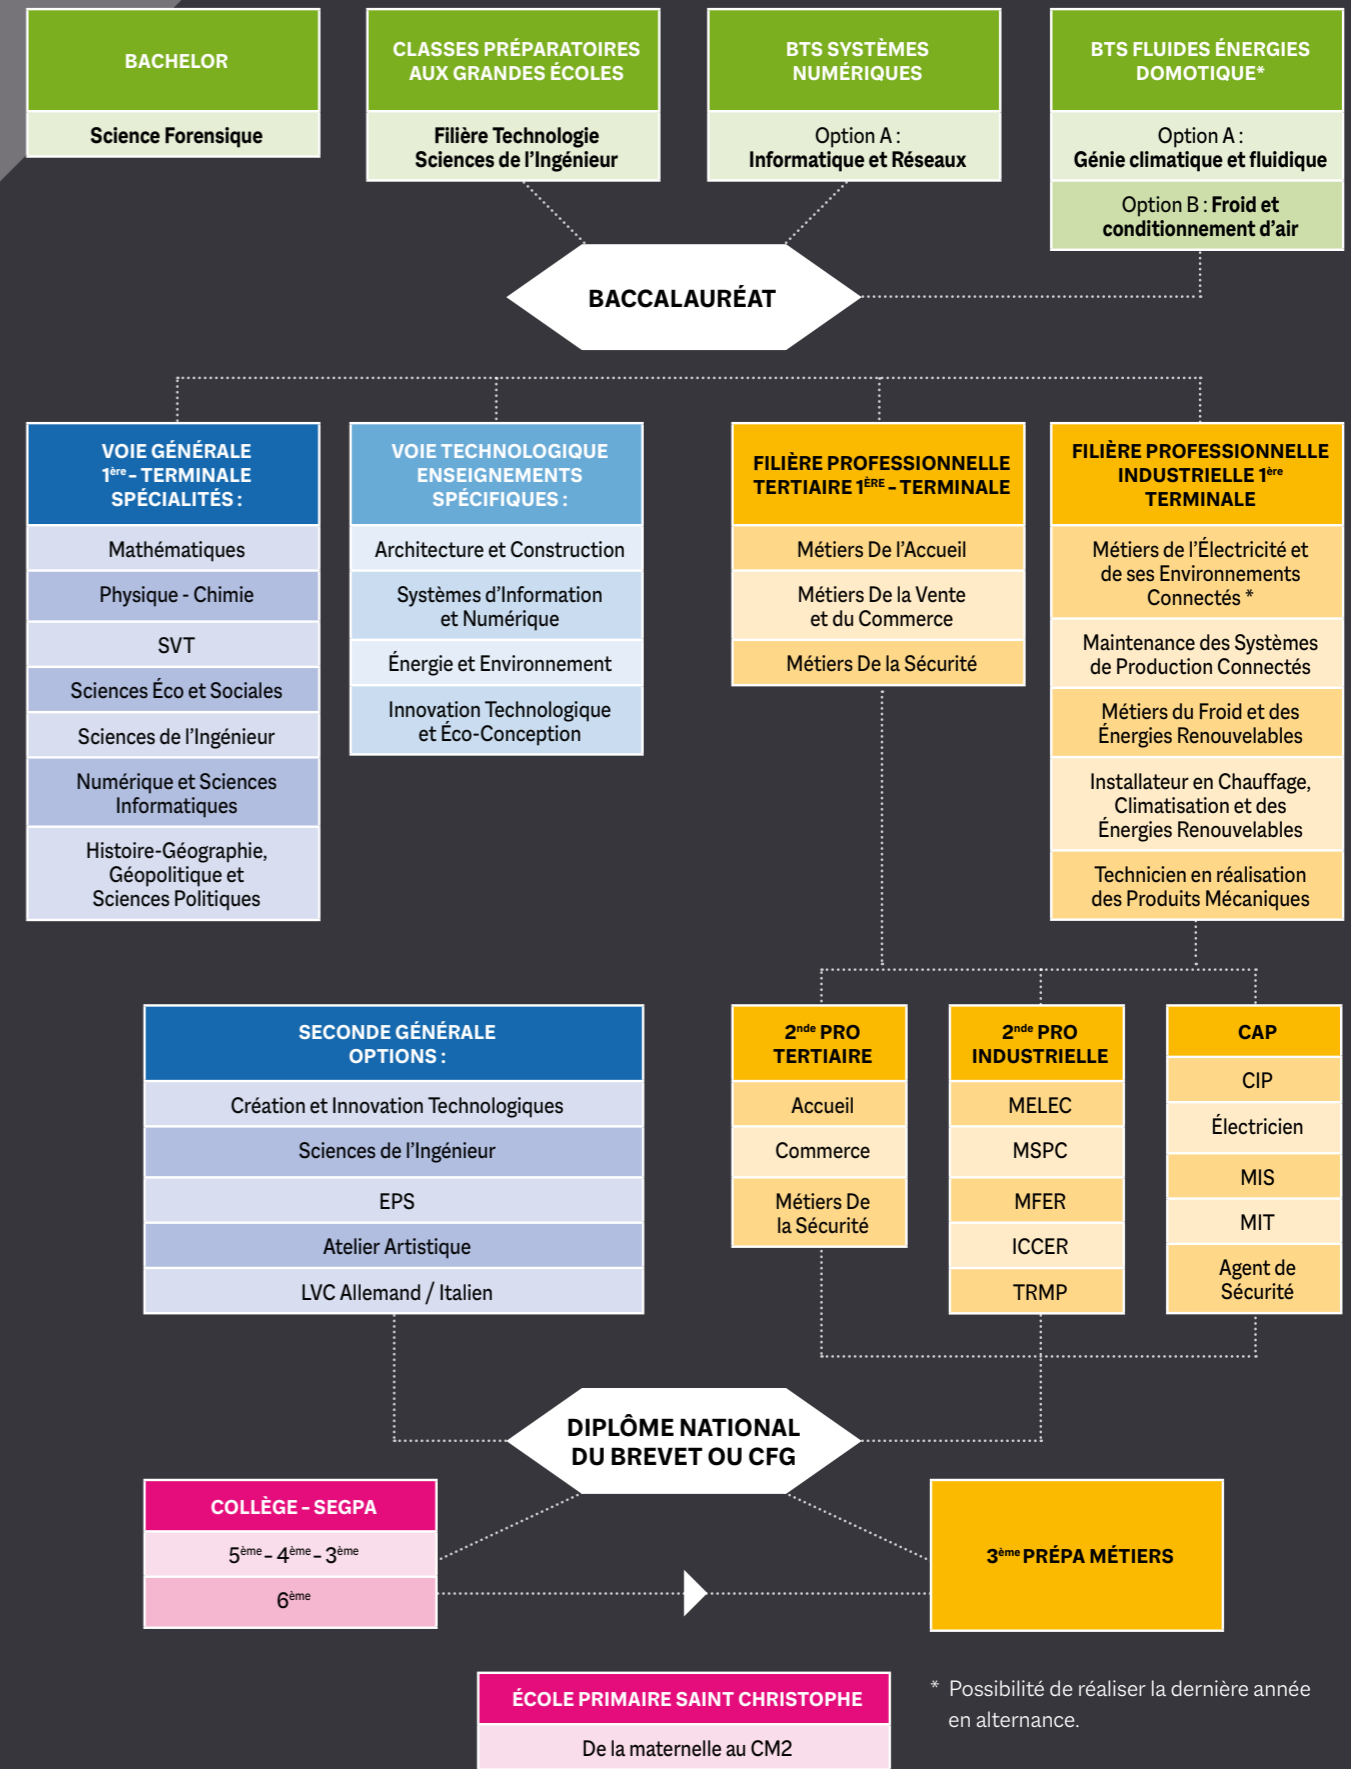 BACHELOR
Science Forensique
CLASSES PRÉPARATOIRES
AUX GRANDES ÉCOLES
Filière Technologie
Sciences de l'Ingénieur
BTS SYSTÈMES
NUMÉRIQUES
Option A :
Informatique et Réseaux
BTS FLUIDES ÉNERGIES
DOMOTIQUE*
Option A :
Génie climatique et fluidique
Option B : Froid et
conditionnement d'air
BACCALAURÉAT
VOIE GÉNÉRALE
1ère - TERMINALE
SPÉCIALITÉS :
Mathématiques
Physique - Chimie
SVT
Sciences Éco et Sociales
Sciences de l'Ingénieur
Numérique et Sciences
Informatiques
Histoire-Géographie,
Géopolitique et
Sciences Politiques
VOIE TECHNOLOGIQUE
ENSEIGNEMENTS
SPÉCIFIQUES :
Architecture et Construction
Systèmes d'Information
et Numérique
Énergie et Environnement
Innovation Technologique
et Éco-Conception
FILIÈRE PROFESSIONNELLE
TERTIAIRE 1ÈRE - TERMINALE
Métiers De l'Accueil
Métiers De la Vente
et du Commerce
Métiers De la Sécurité
FILIÈRE PROFESSIONNELLE
INDUSTRIELLE 1ère
TERMINALE
Métiers de l'Électricité et
de ses Environnements
Connectés *
Maintenance des Systèmes
de Production Connectés
Métiers du Froid et des
Énergies Renouvelables
Installateur en Chauffage,
Climatisation et des
Énergies Renouvelables
Technicien en réalisation
des Produits Mécaniques
SECONDE GÉNÉRALE
OPTIONS :
Création et Innovation Technologiques
Sciences de l'Ingénieur
EPS
Atelier Artistique
LVC Allemand / Italien
2nde PRO
TERTIAIRE
Accueil
Commerce
Métiers De
la Sécurité
2nde PRO
INDUSTRIELLE
MELEC
MSPC
MFER
ICCER
TRMP
CAP
CIP
Électricien
MIS
MIT
Agent de
Sécurité
DIPLÔME NATIONAL
DU BREVET OU CFG
COLLÈGE - SEGPA
5ème - 4ème - 3ème
6ème
3ème PRÉPA MÉTIERS
ÉCOLE PRIMAIRE SAINT CHRISTOPHE
De la maternelle au CM2
* Possibilité de réaliser la dernière année
en alternance.